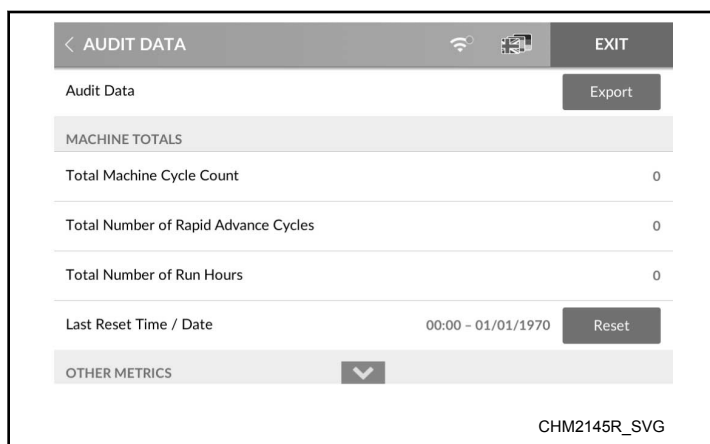 < AUDIT DATA EXIT
Audit Data Export
MACHINE TOTALS
Total Machine Cycle Count 0
Total Number of Rapid Advance Cycles 0
Total Number of Run Hours 0
Last Reset Time / Date 00:00 – 01/01/1970 Reset
OTHER METRICS
CHM2145R_SVG